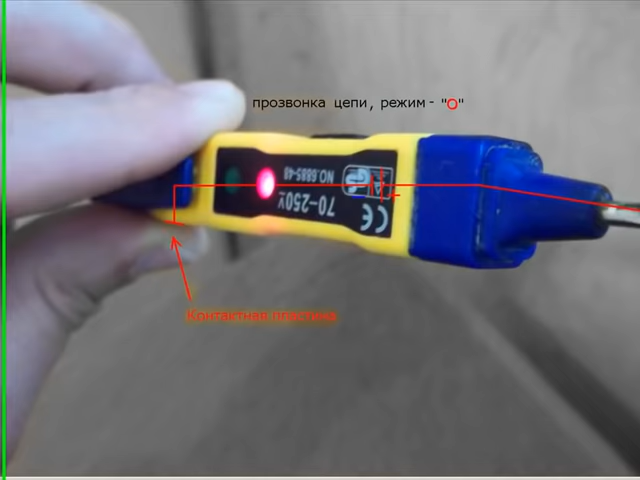 прозвонка цепи, режим - "О"
NO.6885-48
70~250V
CE
Контактная пластина